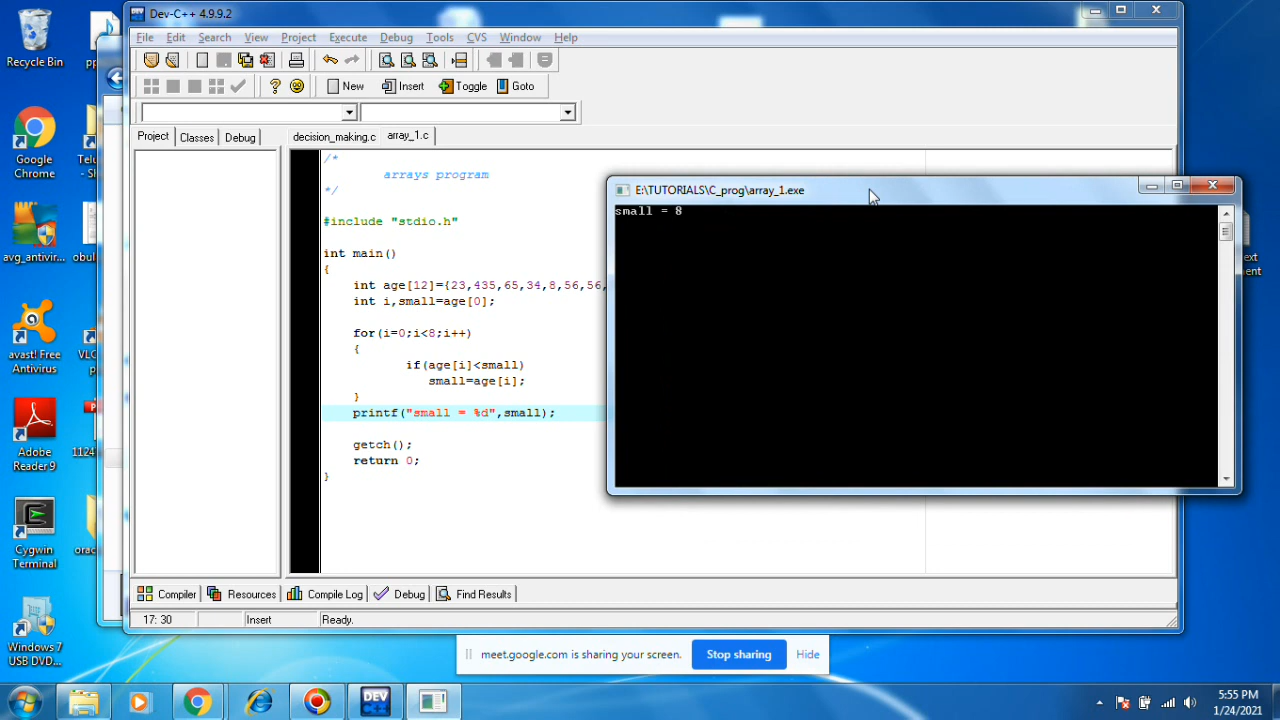 Recycle Bin
Google Chrome
avg_antivir...
avast! Free Antivirus
Adobe Reader 9
Cygwin Terminal
Windows 7 USB DVD...
Dev-C++ 4.9.9.2
File Edit Search View Project Execute Debug Tools CVS Window Help
New Insert Toggle Goto
Project Classes Debug
decision_making.c array_1.c
/*
arrays program
*/
#include "stdio.h"
int main()
{
int age[12]={23,435,65,34,8,56,56,
int i,small=age[0];
for(i=0;i<8;i++)
{
if(age[i]<small)
small=age[i];
}
printf("small = %d",small);
getch();
return 0;
}
E:\TUTORIALS\C_prog\array_1.exe
small = 8
Compiler Resources Compile Log Debug Find Results
17: 30 Insert Ready.
meet.google.com is sharing your screen. Stop sharing Hide
DEV
5:55 PM
1/24/2021